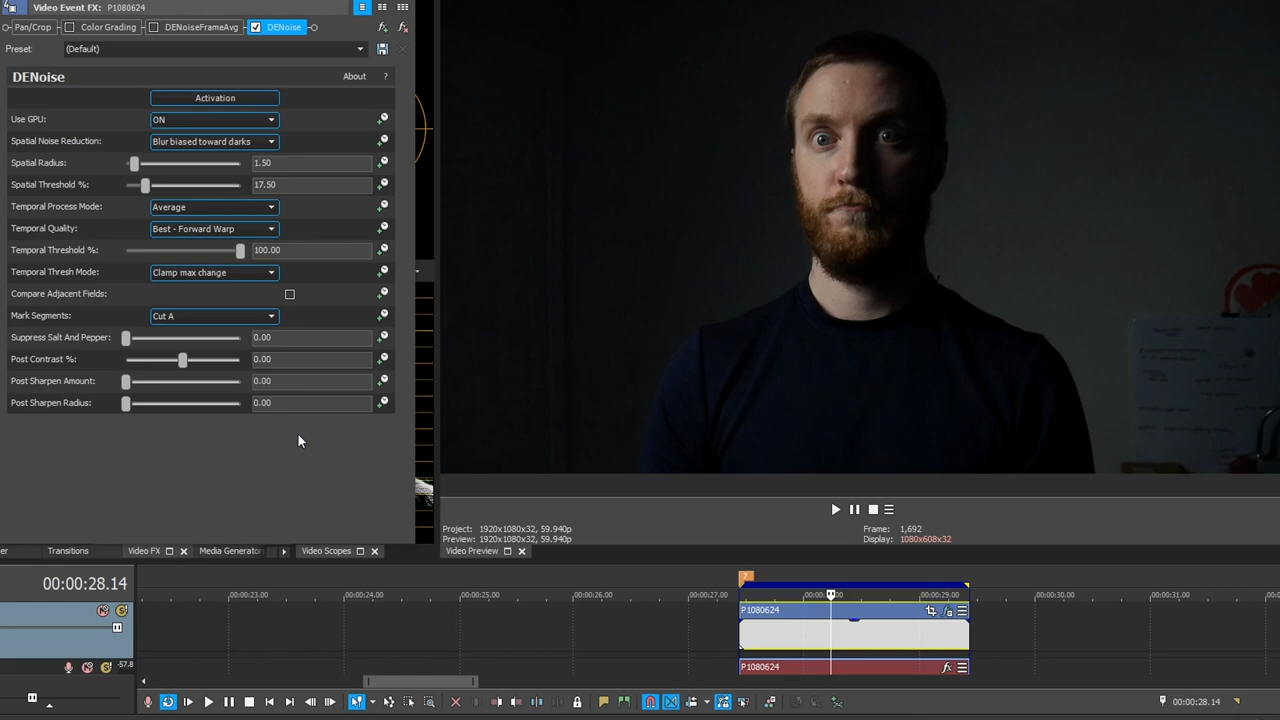 Video Event FX: P1080624
Pan/Crop Color Grading DENoiseFrameAvg DENoise
Preset: (Default)
DENoise About ?
Activation
Use GPU: ON
Spatial Noise Reduction: Blur biased toward darks
Spatial Radius: 1.50
Spatial Threshold %: 17.50
Temporal Process Mode: Average
Temporal Quality: Best - Forward Warp
Temporal Threshold %: 100.00
Temporal Thresh Mode: Clamp max change
Compare Adjacent Fields:
Mark Segments: Cut A
Suppress Salt And Pepper: 0.00
Post Contrast %: 0.00
Post Sharpen Amount: 0.00
Post Sharpen Radius: 0.00
Project: 1920x1080x32, 59.940p Frame: 1,692
Preview: 1920x1080x32, 59.940p Display: 1080x608x32
Transitions Video FX Media Generator Video Scopes Video Preview
7
00:00:28.14
00:00:23.00 00:00:24.00 00:00:25.00 00:00:26.00 00:00:27.00 00:00:29.00 00:00:30.00 00:00:31.00
P1080624
-57.8 P1080624
00:00:28.14